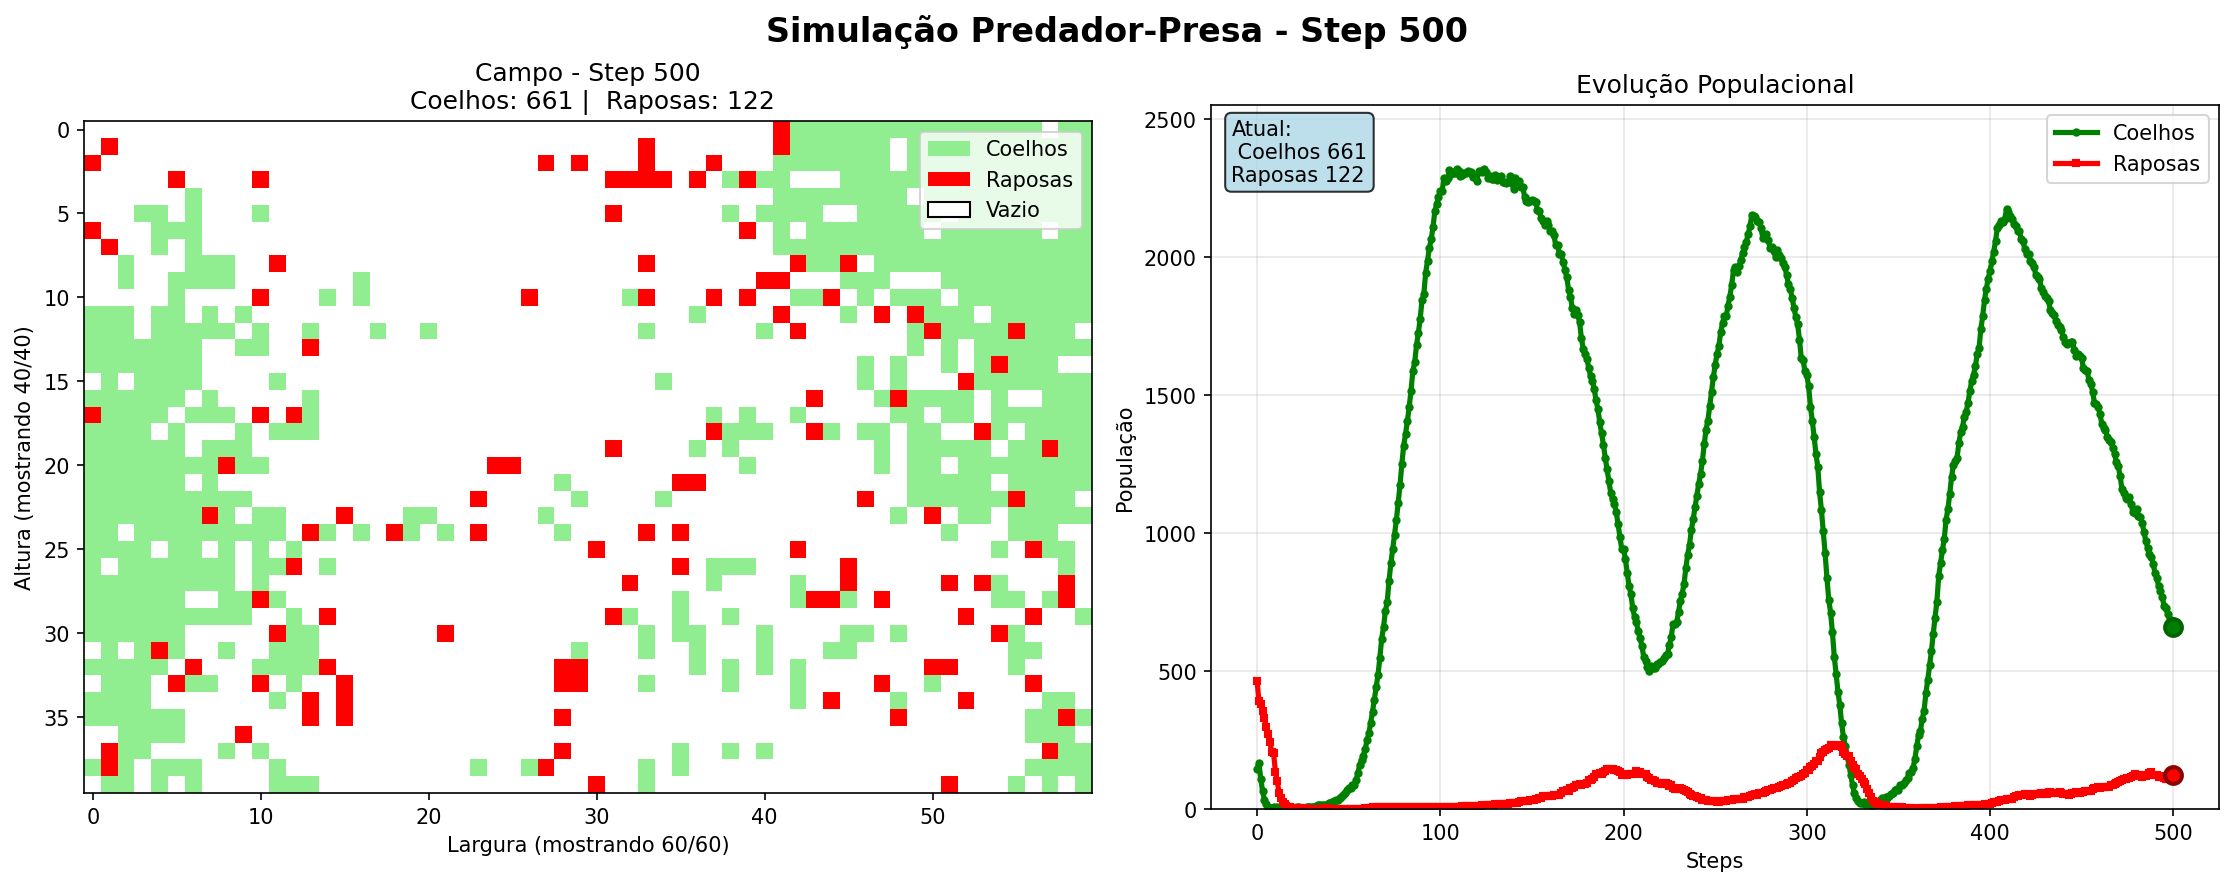 Simulação Predador-Presa - Step 500
Campo - Step 500
Coelhos: 661 |  Raposas: 122
Coelhos
Raposas
Vazio
0
5
10
15
20
25
30
35
Altura (mostrando 40/40)
0
10
20
30
40
50
Largura (mostrando 60/60)
Evolução Populacional
Atual:
Coelhos 661
Raposas 122
Coelhos
Raposas
2500
2000
1500
1000
500
0
População
0
100
200
300
400
500
Steps